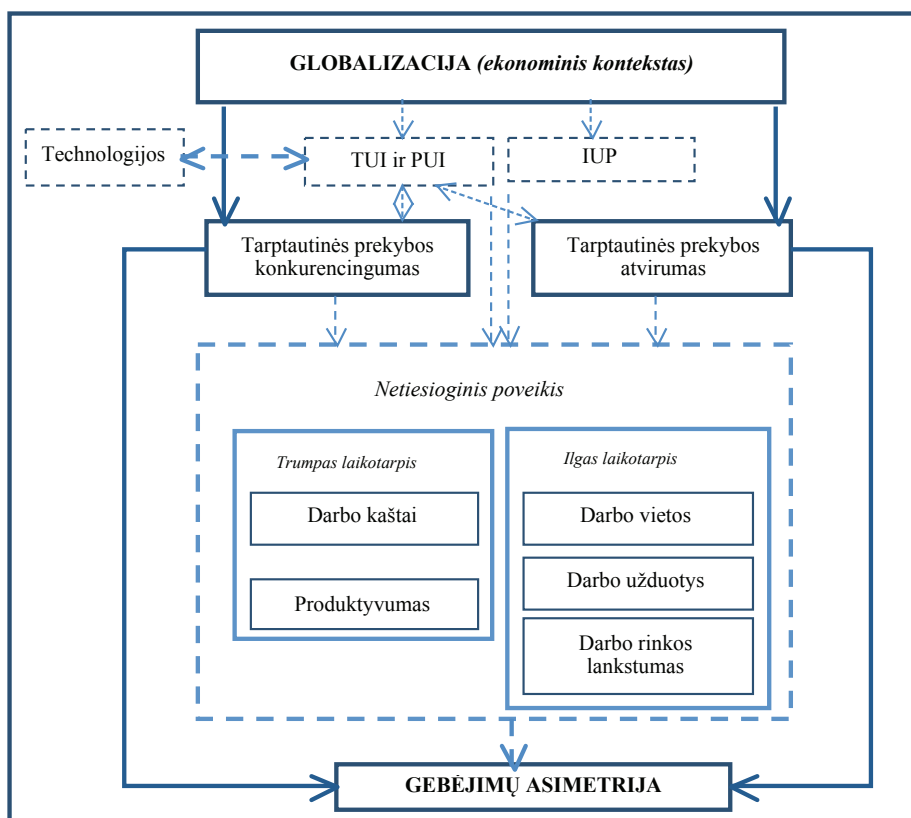 GLOBALIZACIJA (ekonominis kontekstas)
Technologijos
TUI ir PUI
IUP
Tarptautinės prekybos
konkurencingumas
Tarptautinės prekybos
atvirumas
Netiesioginis poveikis
Trumpas laikotarpis
Darbo kaštai
Produktyvumas
Ilgas laikotarpis
Darbo vietos
Darbo užduotys
Darbo rinkos
lankstumas
GEBĖJIMŲ ASIMETRIJA